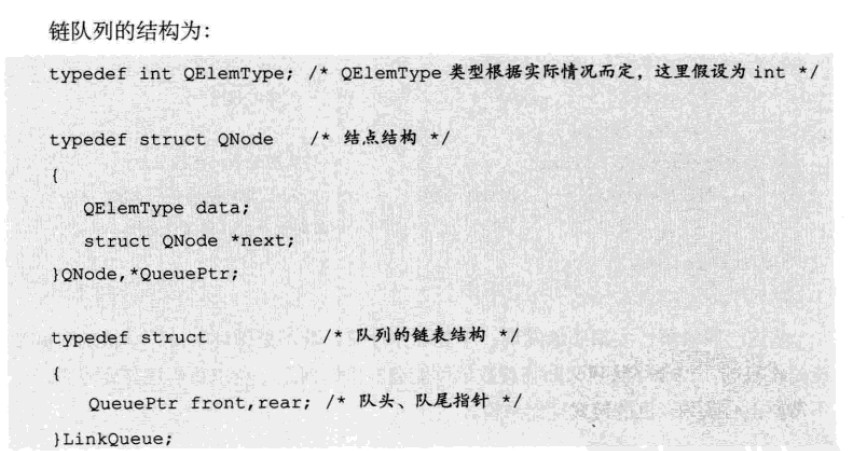 链队列的结构为：
typedef int QElemType; /* QElemType 类型根据实际情况而定，这里假设为 int */
typedef struct QNode /* 结点结构 */
{
QElemType data;
struct QNode *next;
}QNode,*QueuePtr;
typedef struct /* 队列的链表结构 */
{
QueuePtr front,rear; /* 队头、队尾指针 */
}LinkQueue;